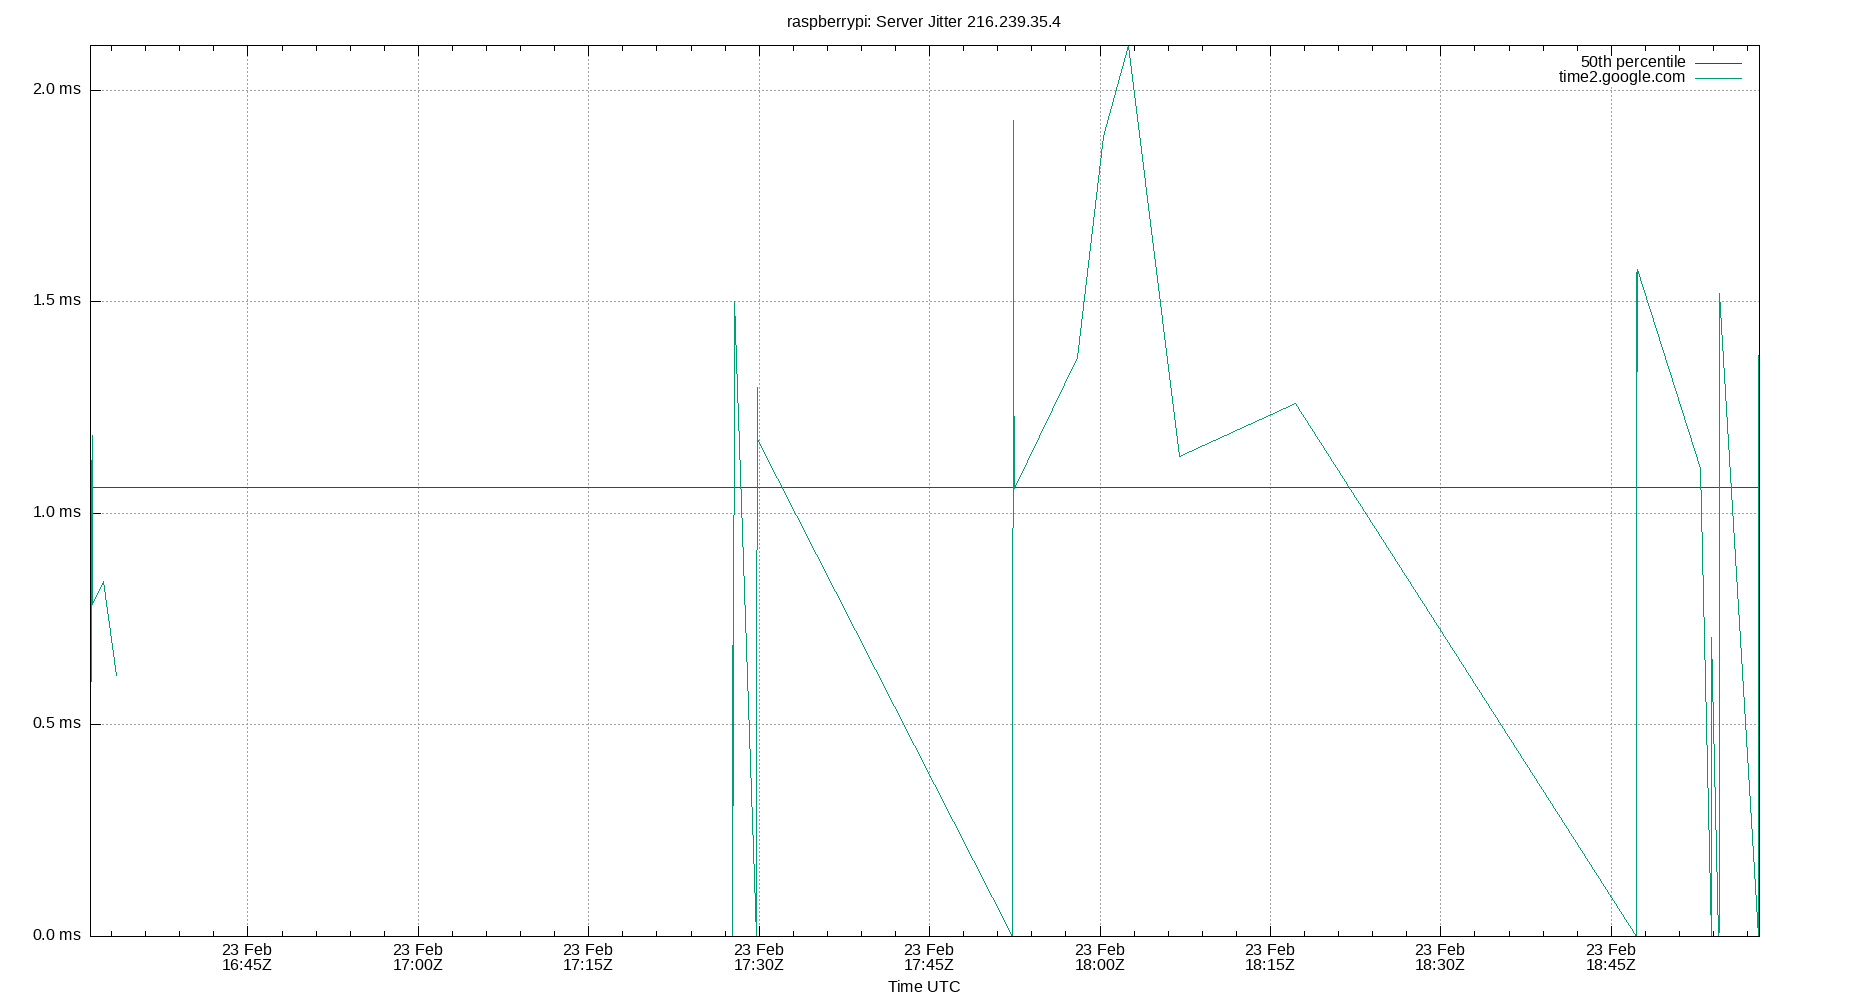 raspberrypi: Server Jitter 216.239.35.4
50th percentile
time2.google.com
2.0 ms
1.5 ms
1.0 ms
0.5 ms
0.0 ms
23 Feb 23 Feb 23 Feb 23 Feb 23 Feb 23 Feb 23 Feb 23 Feb 23 Feb
16:45Z 17:00Z 17:15Z 17:30Z 17:45Z 18:00Z 18:15Z 18:30Z 18:45Z
Time UTC